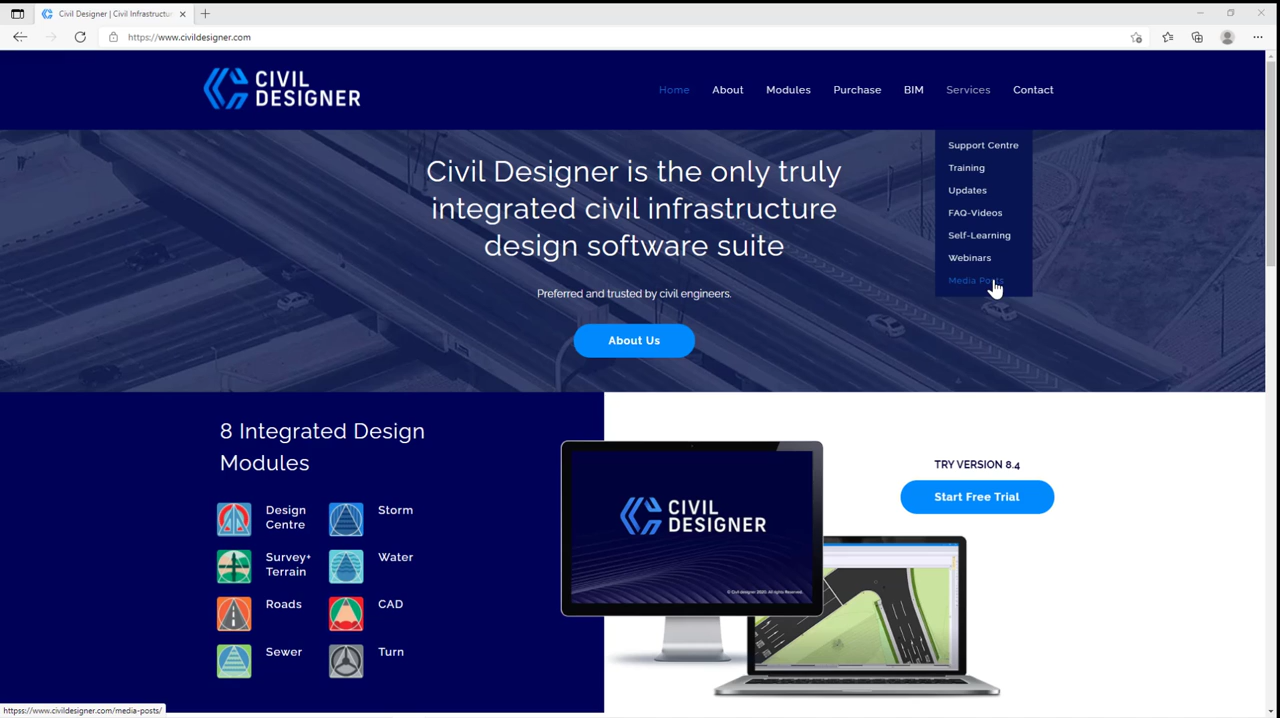 Civil Designer | Civil Infrastructu
https://www.civildesigner.com
CIVIL
DESIGNER
Home About Modules Purchase BIM Services Contact
Support Centre
Training
Updates
FAQ-Videos
Self-Learning
Webinars
Media Posts
Civil Designer is the only truly
integrated civil infrastructure
design software suite
Preferred and trusted by civil engineers.
About Us
8 Integrated Design
Modules
Design
Centre
Storm
Survey+
Terrain
Water
Roads
CAD
Sewer
Turn
CIVIL
DESIGNER
© Civil designer 2020. All rights Reserved.
TRY VERSION 8.4
Start Free Trial
httpss://www.civildesigner.com/media-posts/